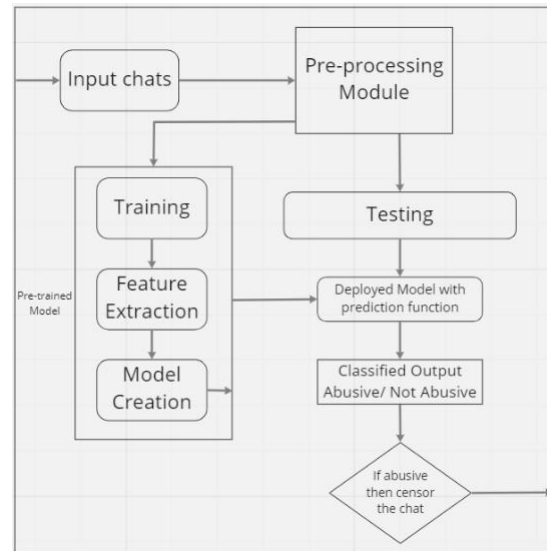 Input chats
Pre-processing
Module
Training
Testing
Pre-trained
Model
Feature
Extraction
Deployed Model with
prediction function
Model
Creation
Classified Output
Abusive/ Not Abusive
If abusive
then censor
the chat